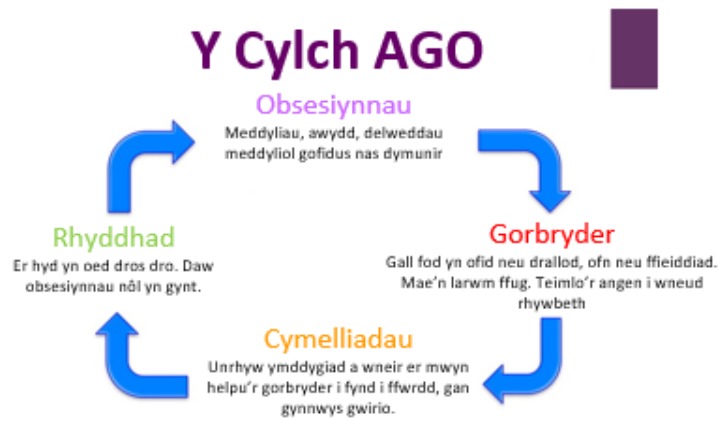 Y Cylch AGO
Obsesiynnau
Meddyliau, awydd, delweddau
meddyliol gofidus nas dymunir
Gorbryder
Gall fod yn ofid neu drallod, ofn neu ffieiddiad.
Mae'n larwm ffug. Teimlo'r angen i wneud
rhywbeth
Cymelliadau
Unrhyw ymddygiad a wneir er mwyn
helpu'r gorbryder i fynd i ffwrdd, gan
gynnwys gwirio.
Rhyddhad
Er hyd yn oed dros dro. Daw
obsesiynnau nôl yn gynt.